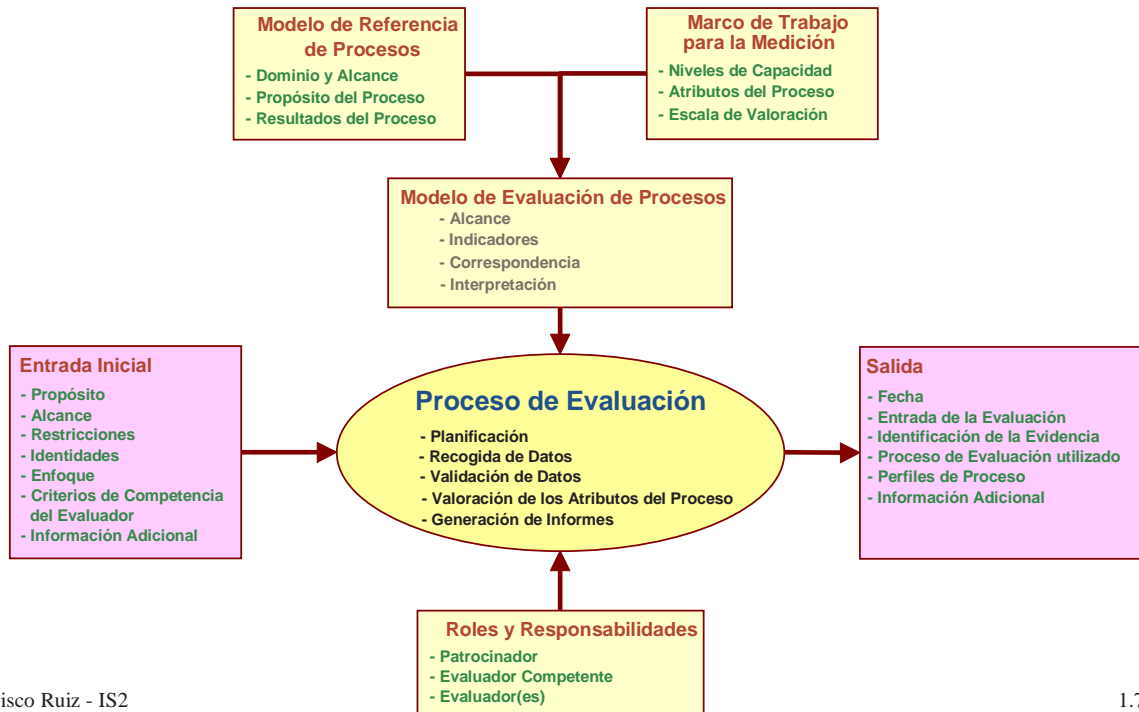 Modelo de Referencia
de Procesos
- Dominio y Alcance
- Propósito del Proceso
- Resultados del Proceso
Marco de Trabajo
para la Medición
- Niveles de Capacidad
- Atributos del Proceso
- Escala de Valoración
Modelo de Evaluación de Procesos
- Alcance
- Indicadores
- Correspondencia
- Interpretación
Entrada Inicial
- Propósito
- Alcance
- Restricciones
- Identidades
- Enfoque
- Criterios de Competencia
del Evaluador
- Información Adicional
Proceso de Evaluación
- Planificación
- Recogida de Datos
- Validación de Datos
- Valoración de los Atributos del Proceso
- Generación de Informes
Salida
- Fecha
- Entrada de la Evaluación
- Identificación de la Evidencia
- Proceso de Evaluación utilizado
- Perfiles de Proceso
- Información Adicional
Roles y Responsabilidades
- Patrocinador
- Evaluador Competente
- Evaluador(es)
isco Ruiz - IS2
1.7